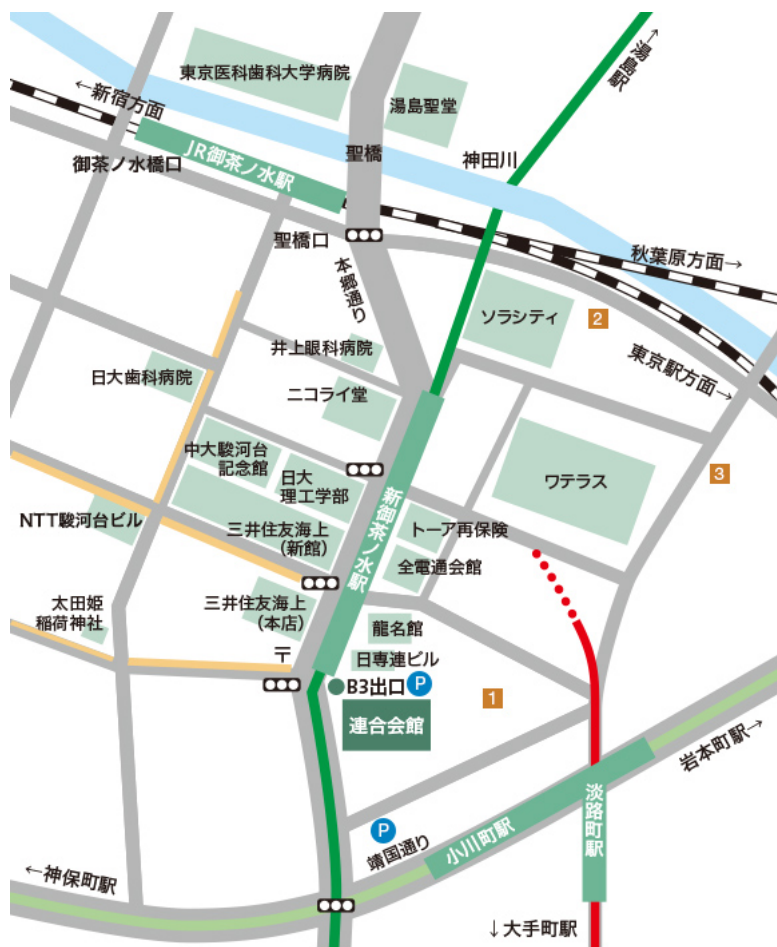 東京医科歯科大学病院
→湯島駅
←新宿方面
湯島聖堂
JR御茶ノ水駅
聖橋
神田川
御茶ノ水橋口
聖橋口
秋葉原方面→
本郷通り
ソラシティ
2
井上眼科病院
東京駅方面→
日大歯科病院
ニコライ堂
中大駿河台
記念館
日大
理工学部
ワテラス
3
新御茶ノ水駅
NTT駿河台ビル
三井住友海上
(新館)
トーア再保険
全電通会館
太田姫
稲荷神社
三井住友海上
(本店)
龍名館
〒
日専連ビル
B3出口
P
1
連合会館
岩本町駅→
淡路町駅
P
靖国通り
小川町駅
←神保町駅
↓大手町駅